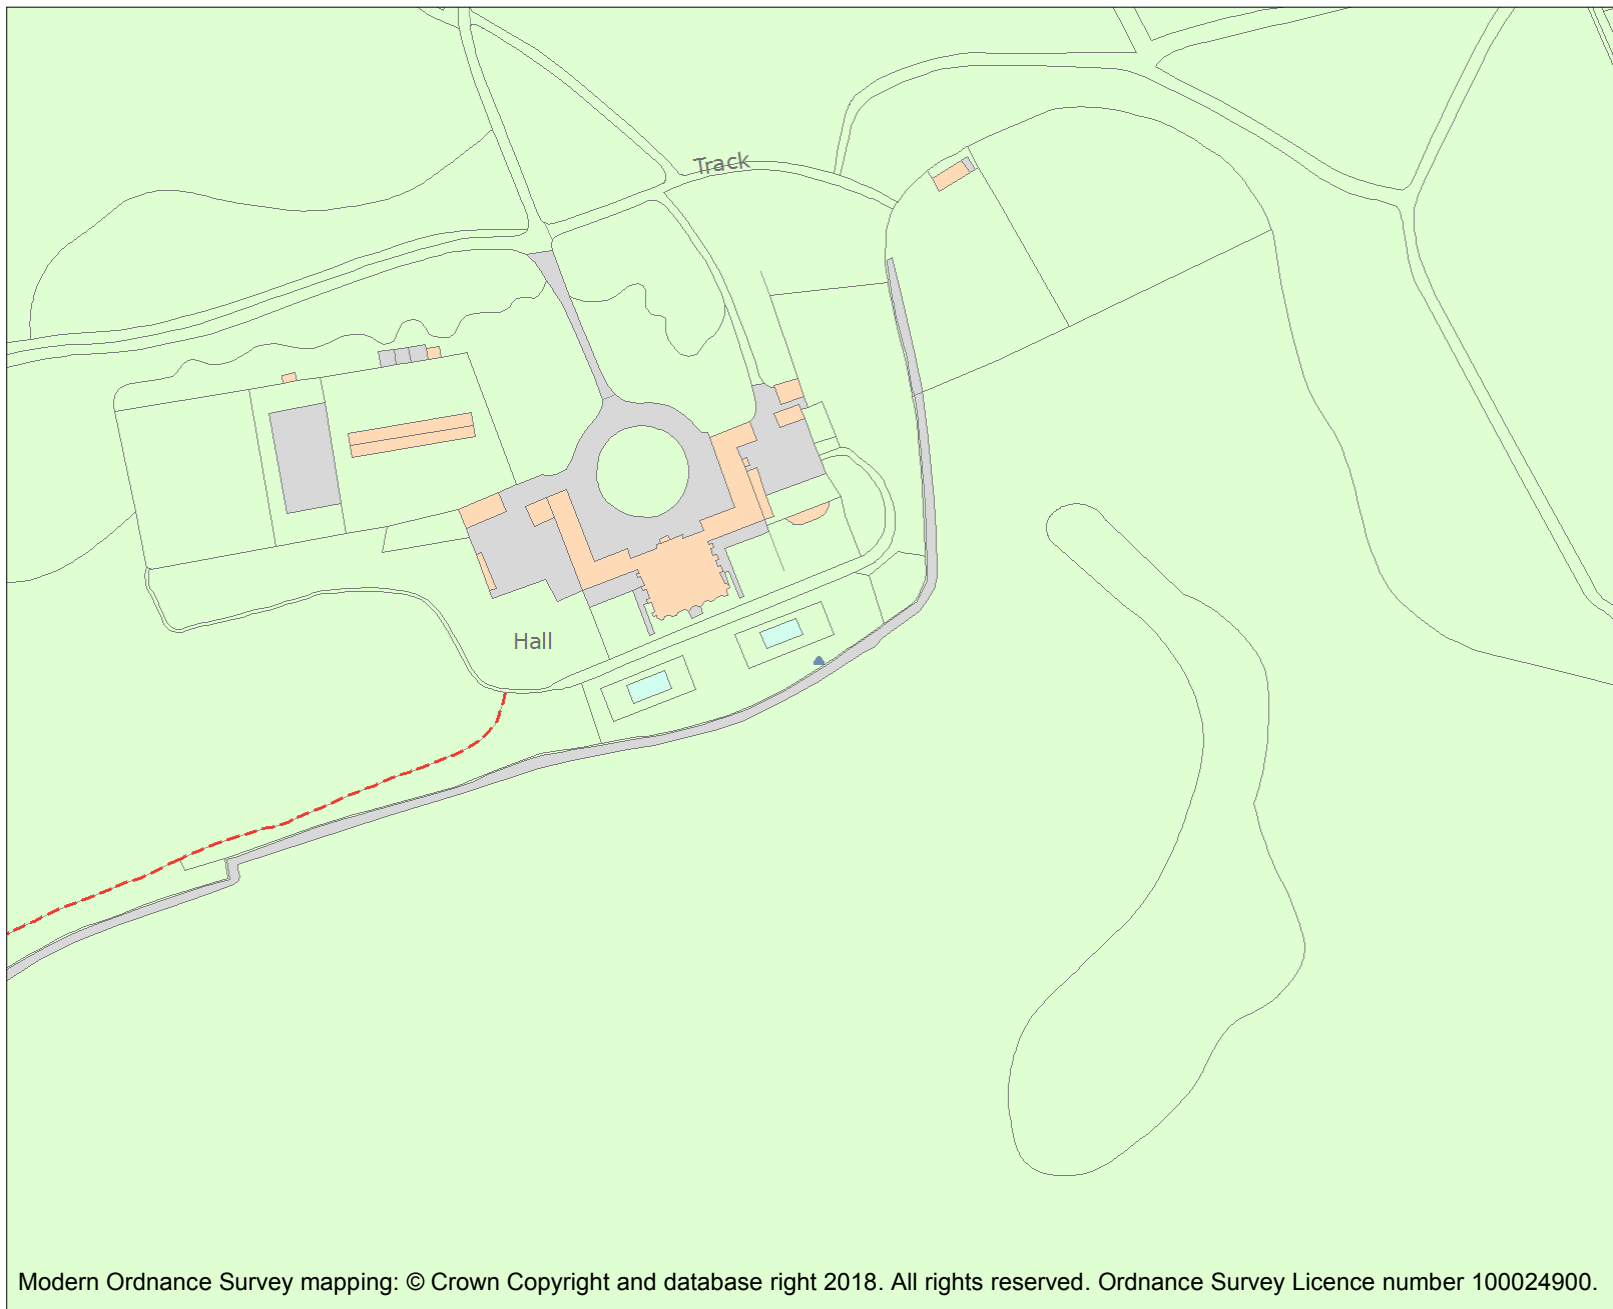 Track
Hall
Modern Ordnance Survey mapping: © Crown Copyright and database right 2018. All rights reserved. Ordnance Survey Licence number 100024900.